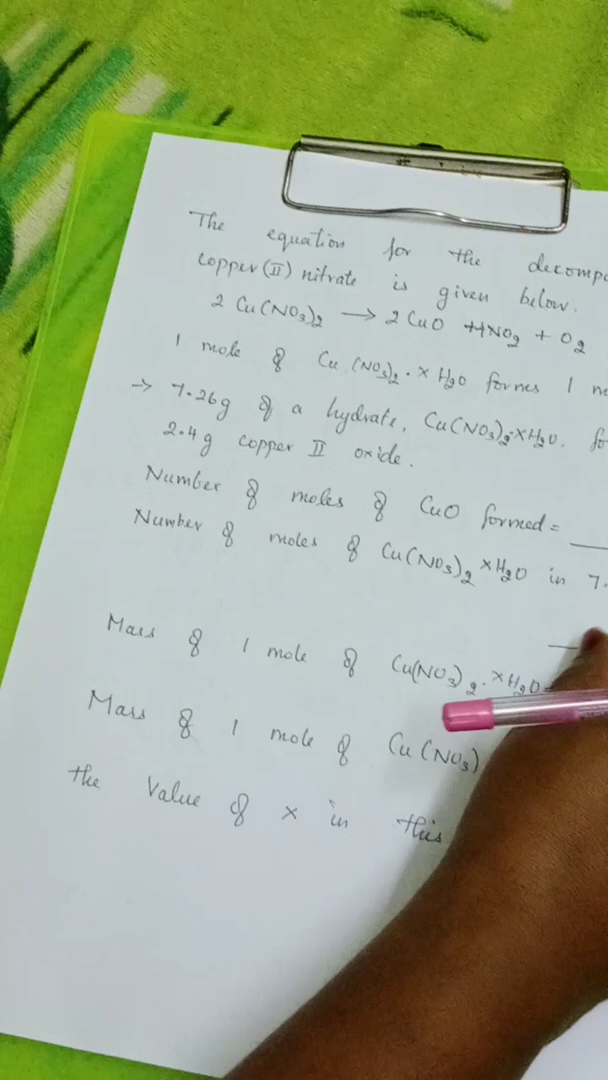 The equation for the decompo
copper (II) nitrate is given below.
2 Cu(NO3)2 → 2 CuO + 4NO2 + O2
1 mole of Cu(NO3)2 . x H2O formes 1 m
→ 7.26g of a hydrate, Cu(NO3)2.xH2O. fo
2.4g copper II oxide.
Number of moles of CuO formed = __
Number of moles of Cu(NO3)2 xH2O in 7.
__
Mass of 1 mole of Cu(NO3)2.xH2O=
Mass of 1 mole of Cu(NO3)
the Value of x in this